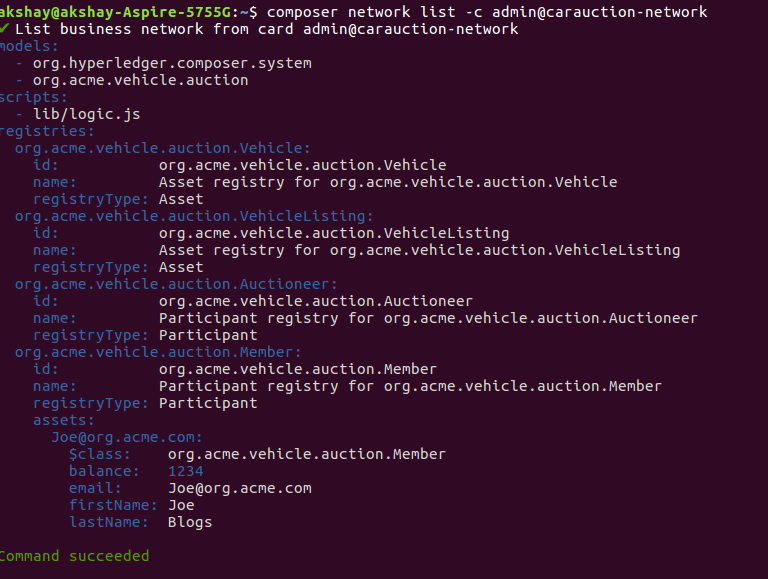 akshay@akshay-Aspire-5755G:~$ composer network list -c admin@carauction-network
✔ List business network from card admin@carauction-network
models:
  - org.hyperledger.composer.system
  - org.acme.vehicle.auction
scripts:
  - lib/logic.js
registries:
  org.acme.vehicle.auction.Vehicle:
    id:           org.acme.vehicle.auction.Vehicle
    name:         Asset registry for org.acme.vehicle.auction.Vehicle
    registryType: Asset
  org.acme.vehicle.auction.VehicleListing:
    id:           org.acme.vehicle.auction.VehicleListing
    name:         Asset registry for org.acme.vehicle.auction.VehicleListing
    registryType: Asset
  org.acme.vehicle.auction.Auctioneer:
    id:           org.acme.vehicle.auction.Auctioneer
    name:         Participant registry for org.acme.vehicle.auction.Auctioneer
    registryType: Participant
  org.acme.vehicle.auction.Member:
    id:           org.acme.vehicle.auction.Member
    name:         Participant registry for org.acme.vehicle.auction.Member
    registryType: Participant
    assets:
      Joe@org.acme.com:
        $class:    org.acme.vehicle.auction.Member
        balance:   1234
        email:     Joe@org.acme.com
        firstName: Joe
        lastName:  Blogs
Command succeeded